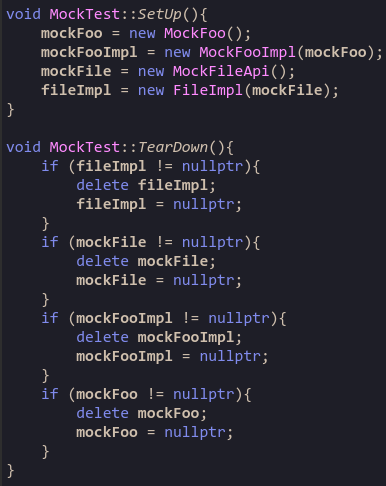 void MockTest::SetUp(){
    mockFoo = new MockFoo();
    mockFooImpl = new MockFooImpl(mockFoo);
    mockFile = new MockFileApi();
    fileImpl = new FileImpl(mockFile);
}

void MockTest::TearDown(){
    if (fileImpl != nullptr){
        delete fileImpl;
        fileImpl = nullptr;
    }
    if (mockFile != nullptr){
        delete mockFile;
        mockFile = nullptr;
    }
    if (mockFooImpl != nullptr){
        delete mockFooImpl;
        mockFooImpl = nullptr;
    }
    if (mockFoo != nullptr){
        delete mockFoo;
        mockFoo = nullptr;
    }
}